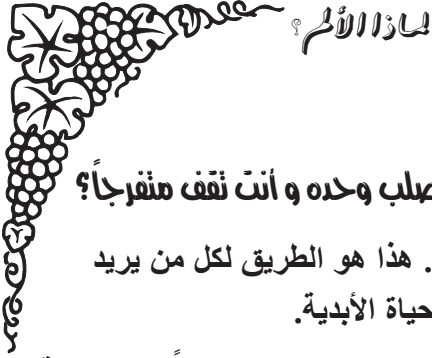 لماذا الألم؟
صلب وحده و أنت تقف متفرجاً؟
. هذا هو الطريق لكل من يريد
حياة الأبدية.